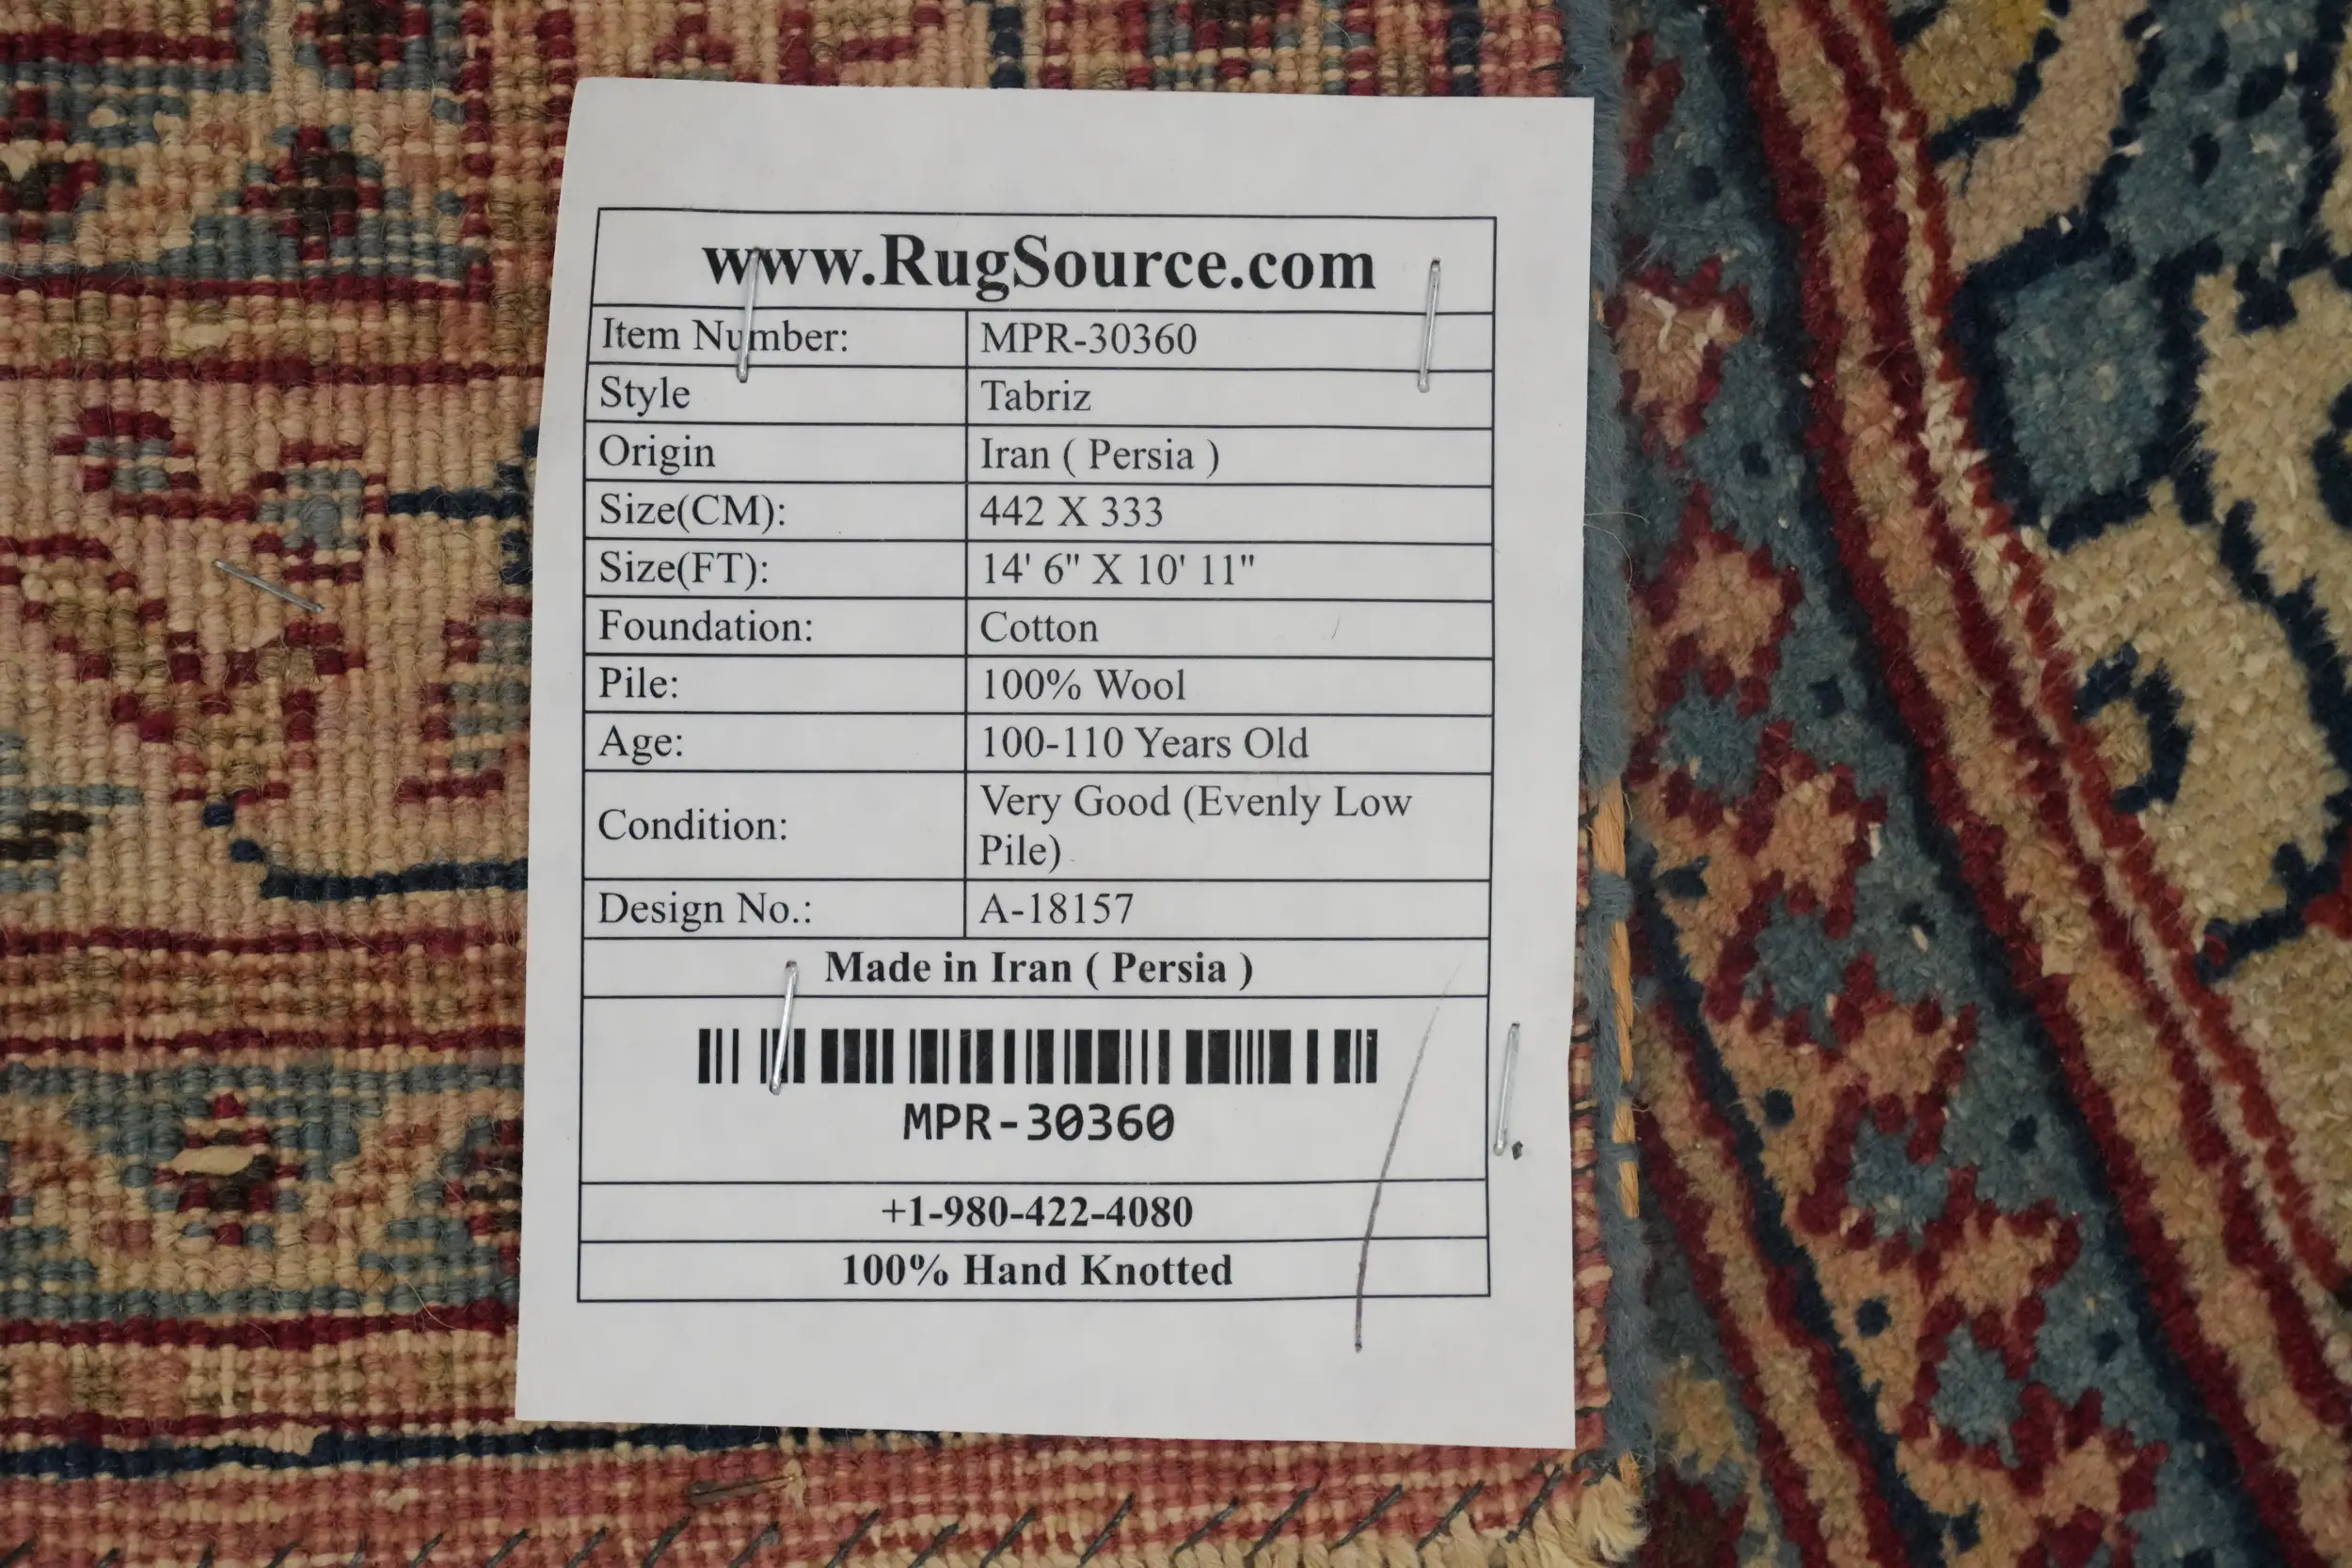 www.RugSource.com
Item Number: MPR-30360
Style Tabriz
Origin Iran ( Persia )
Size(CM): 442 X 333
Size(FT): 14' 6" X 10' 11"
Foundation: Cotton
Pile: 100% Wool
Age: 100-110 Years Old
Condition: Very Good (Evenly Low
Pile)
Design No.: A-18157
Made in Iran ( Persia )
MPR-30360
+1-980-422-4080
100% Hand Knotted